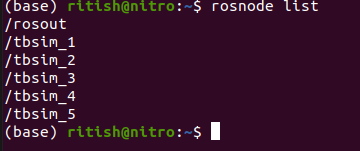 (base) ritish@nitro:~$ rosnode list
/rosout
/tbsim_1
/tbsim_2
/tbsim_3
/tbsim_4
/tbsim_5
(base) ritish@nitro:~$